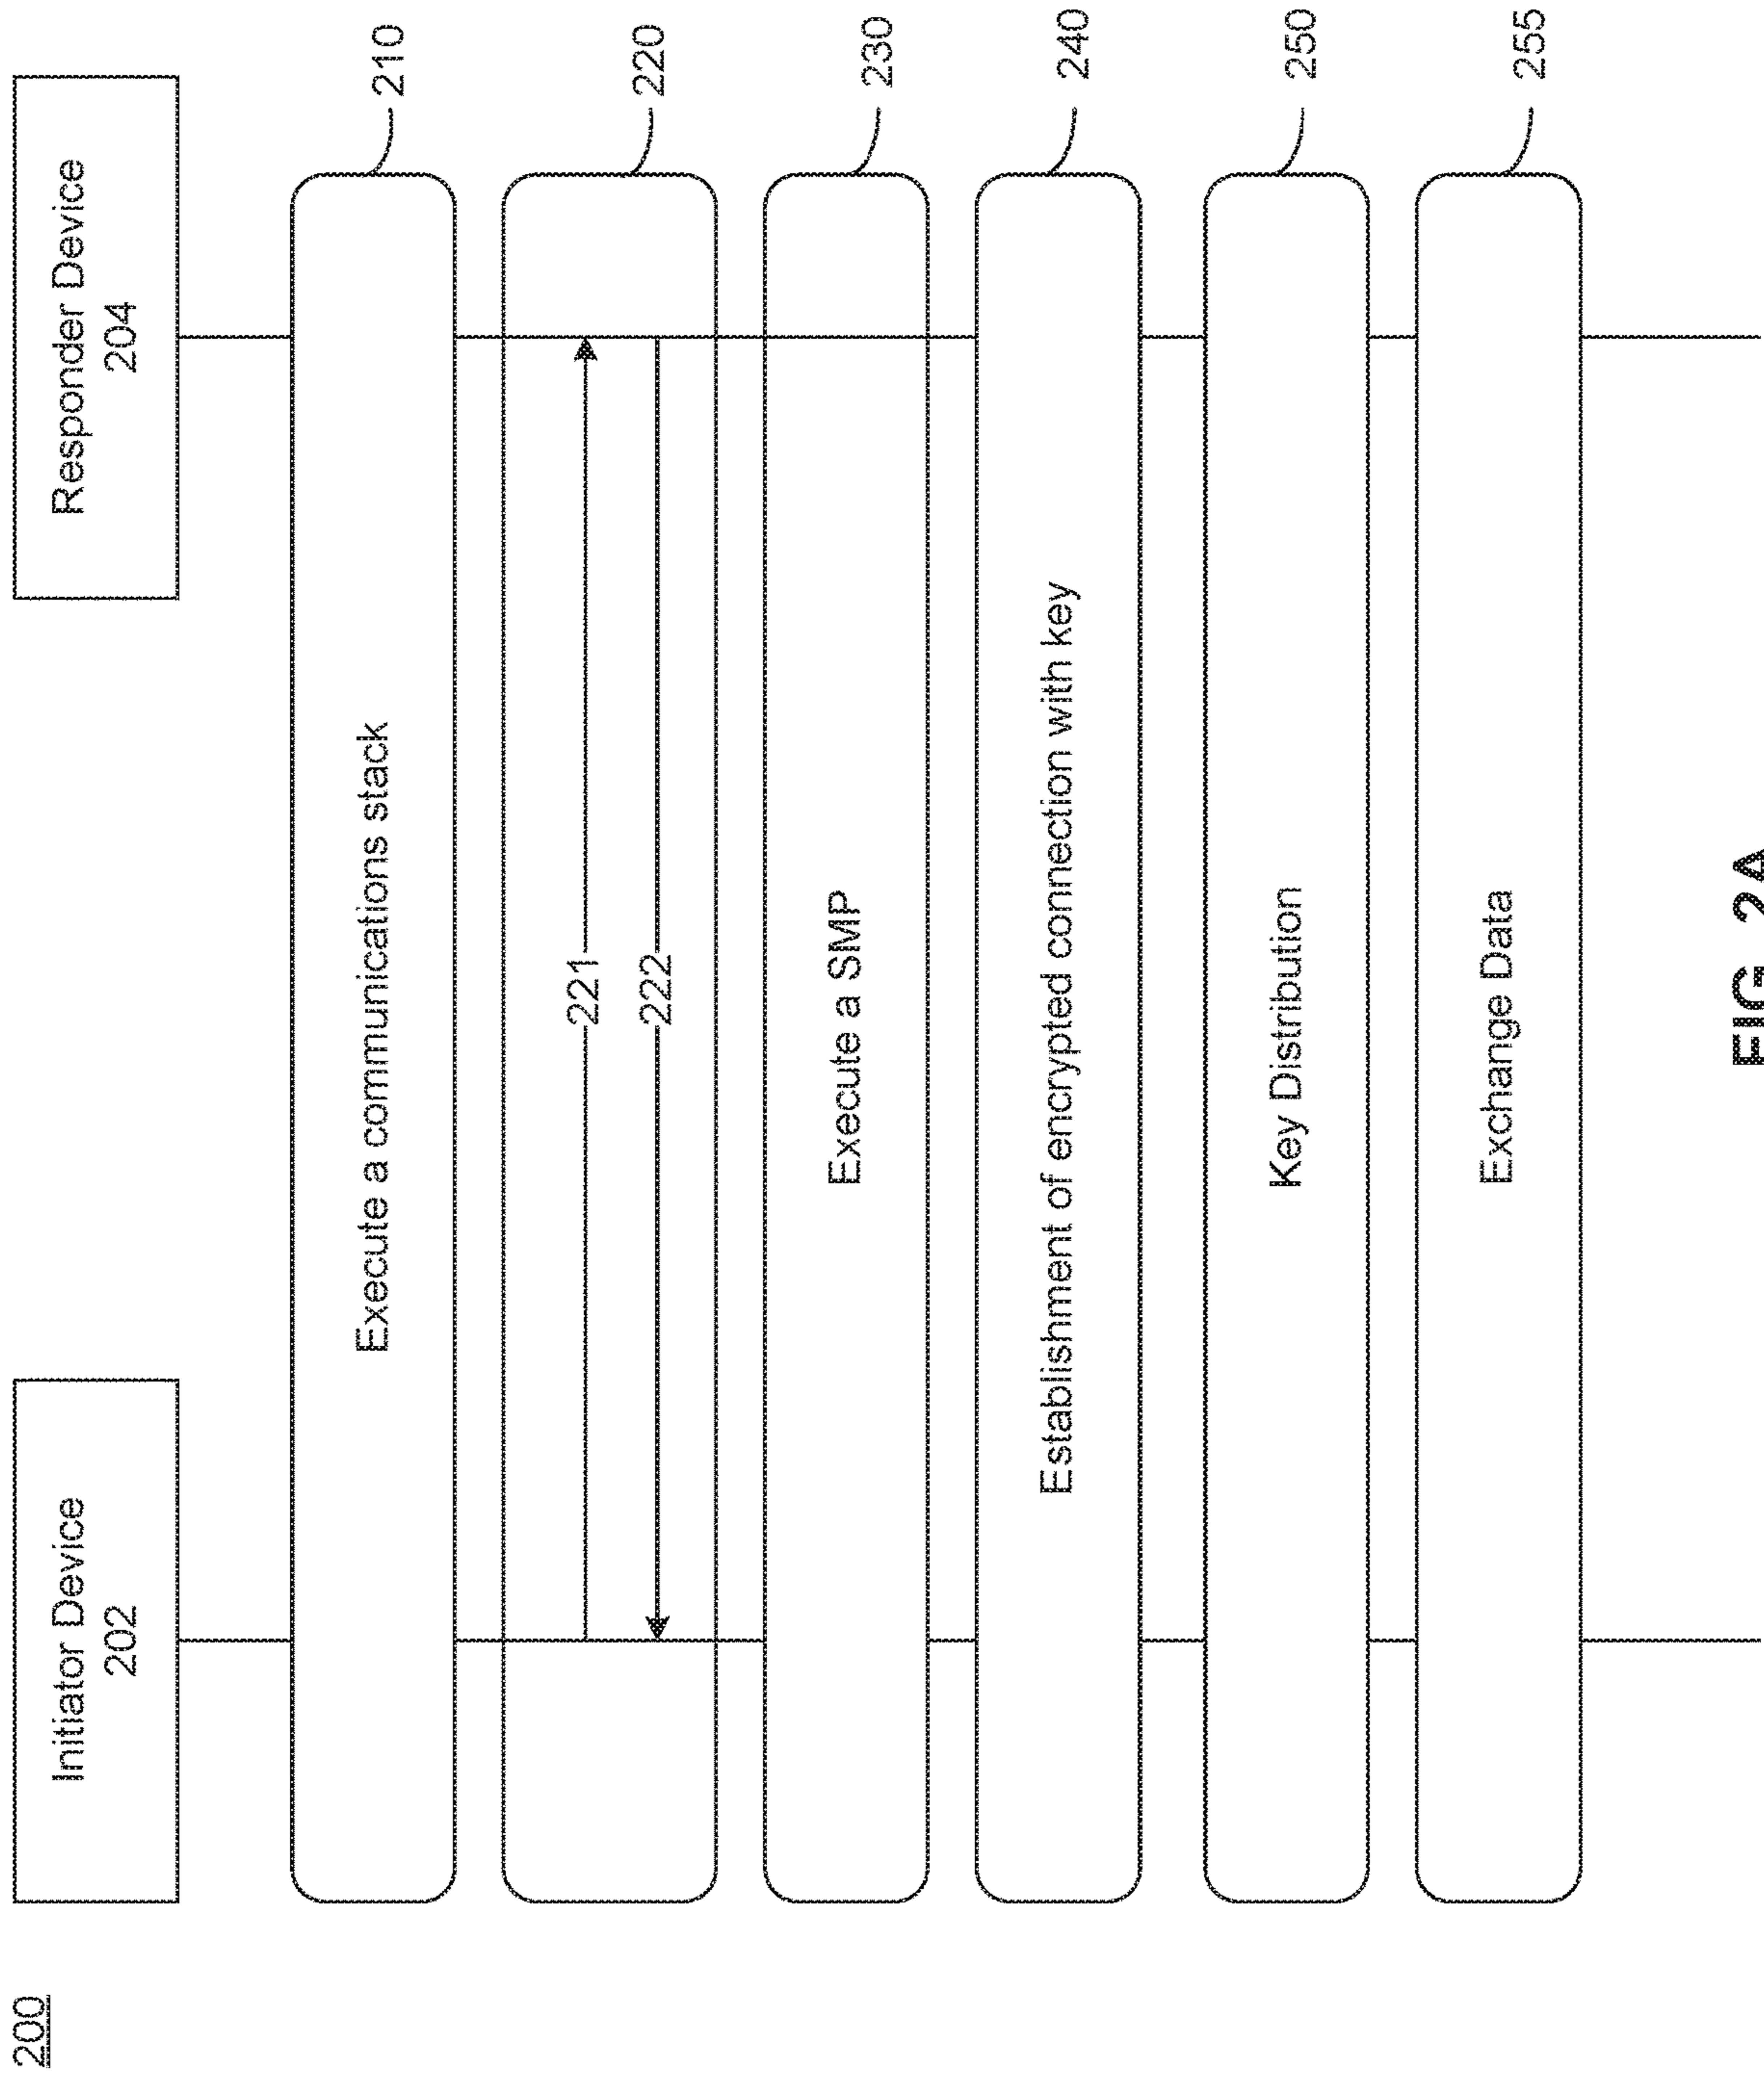 200
Initiator Device
202
Responder Device
204
Execute a communications stack
210
220
221
222
Execute a SMP
230
Establishment of encrypted connection with key
240
Key Distribution
250
Exchange Data
255
FIG. 2A